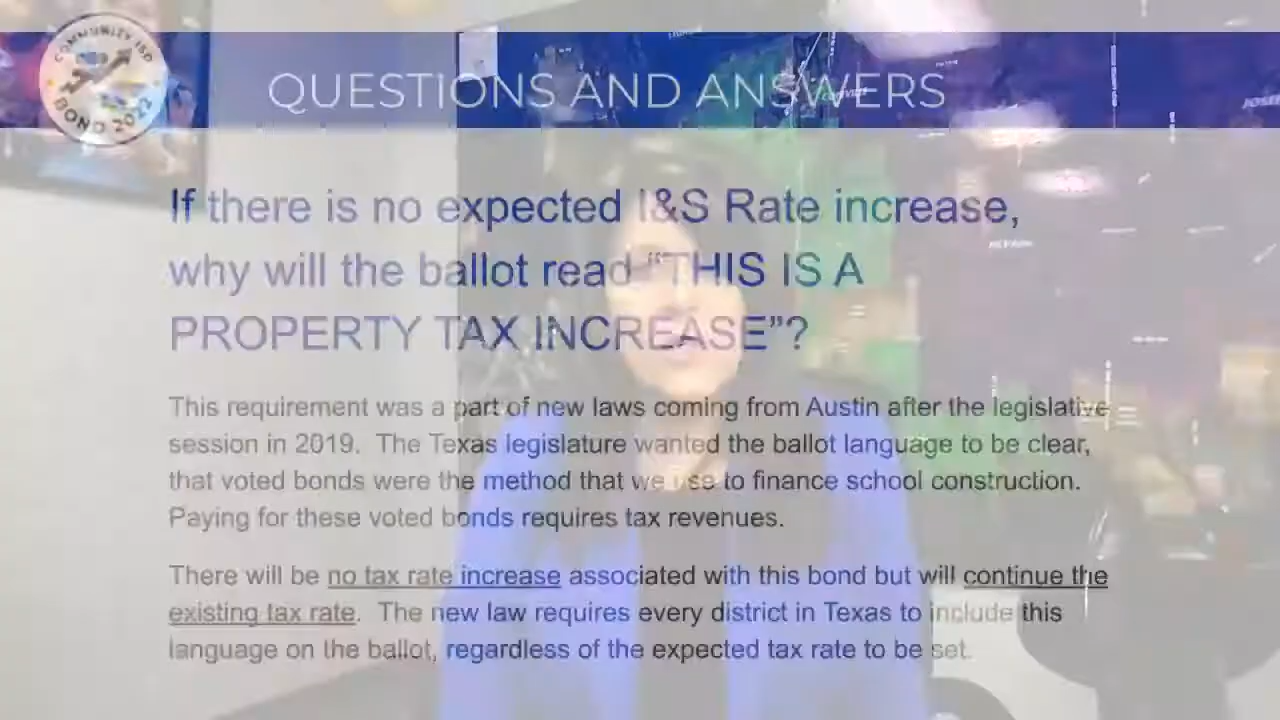 COMMUNITY ISD
BOND 2022
QUESTIONS AND ANSWERS
If there is no expected I&S Rate increase,
why will the ballot read “THIS IS A
PROPERTY TAX INCREASE”?
This requirement was a part of new laws coming from Austin after the legislative
session in 2019. The Texas legislature wanted the ballot language to be clear,
that voted bonds were the method that we use to finance school construction.
Paying for these voted bonds requires tax revenues.
There will be no tax rate increase associated with this bond but will continue the
existing tax rate. The new law requires every district in Texas to include this
language on the ballot, regardless of the expected tax rate to be set.